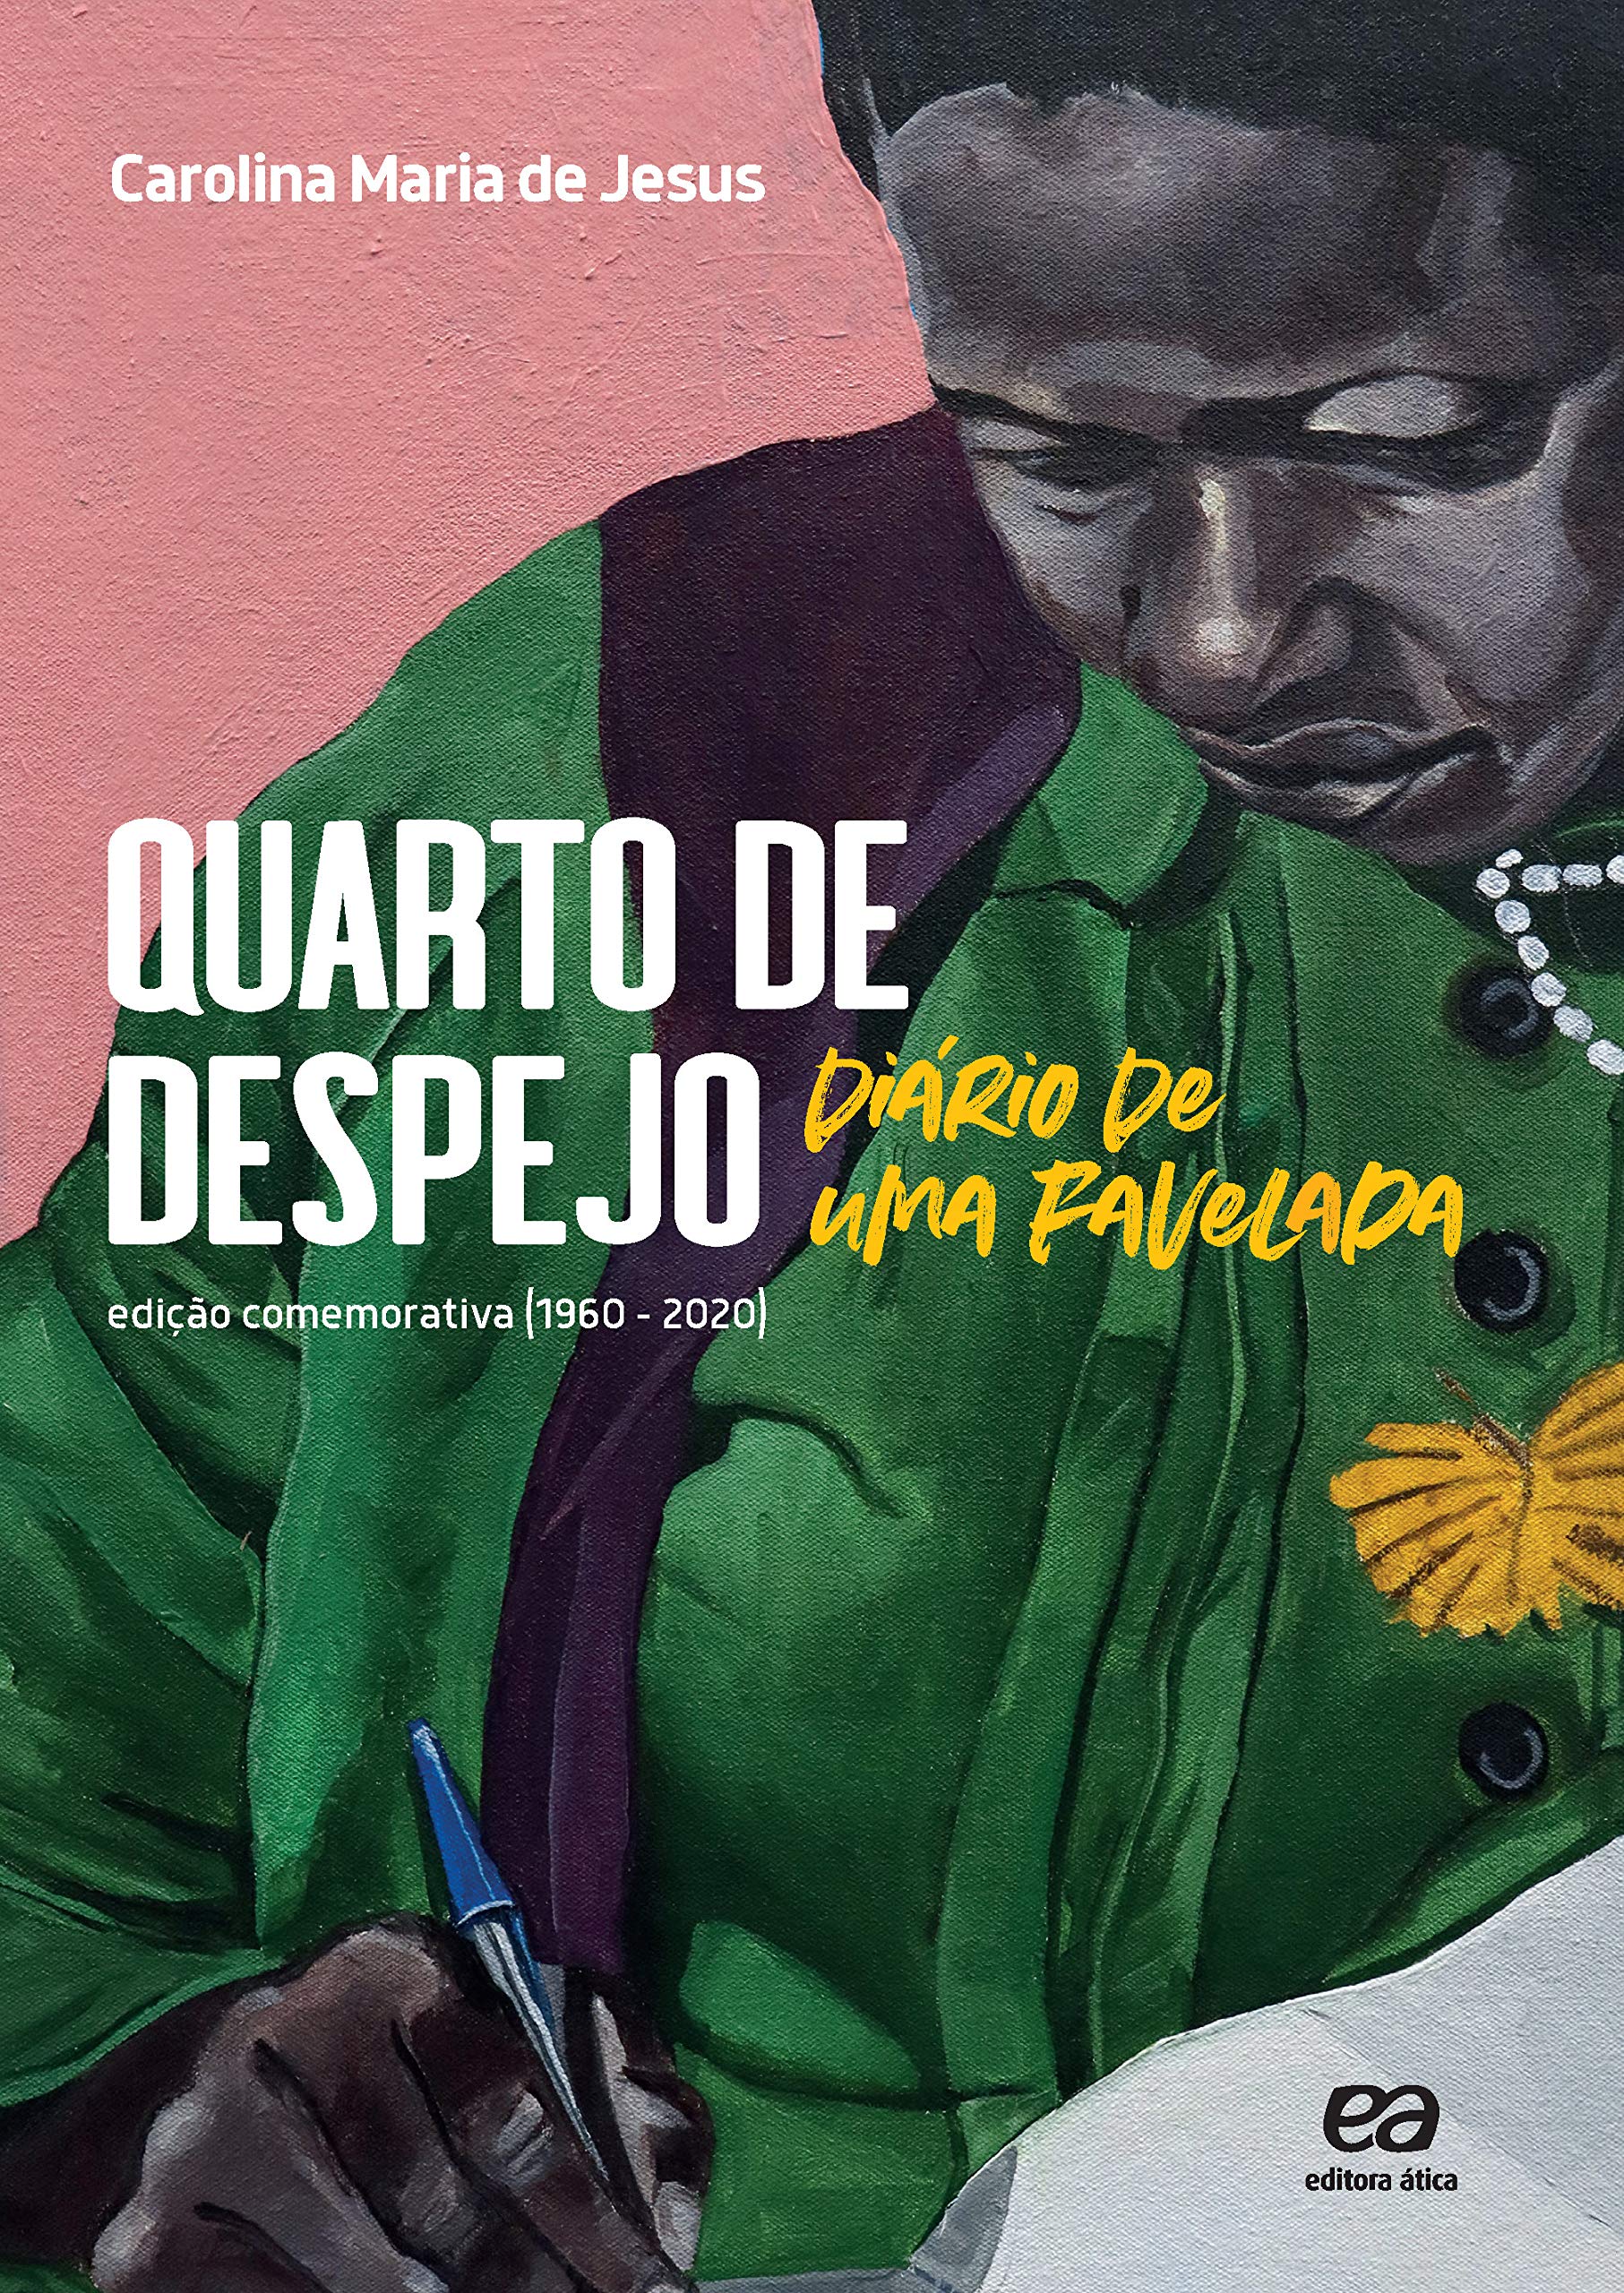 Carolina Maria de Jesus
QUARTO DE
DESPEJO
DIÁRIO DE
UMA FAVELADA
edição comemorativa (1960 - 2020)
ea
editora ática